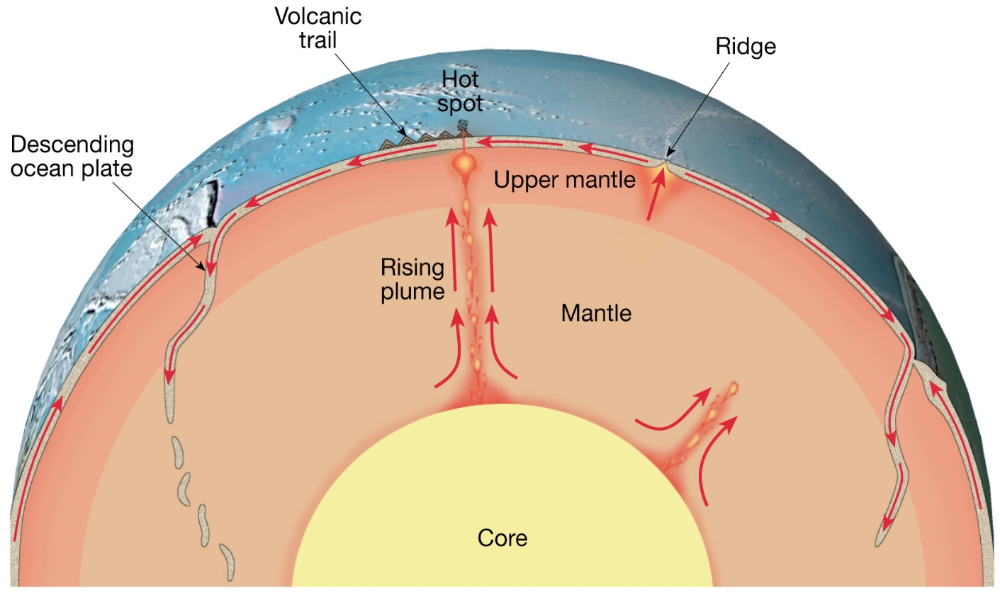 Volcanic
trail
Ridge
Hot
spot
Descending
ocean plate
Upper mantle
Rising
plume
Mantle
Core